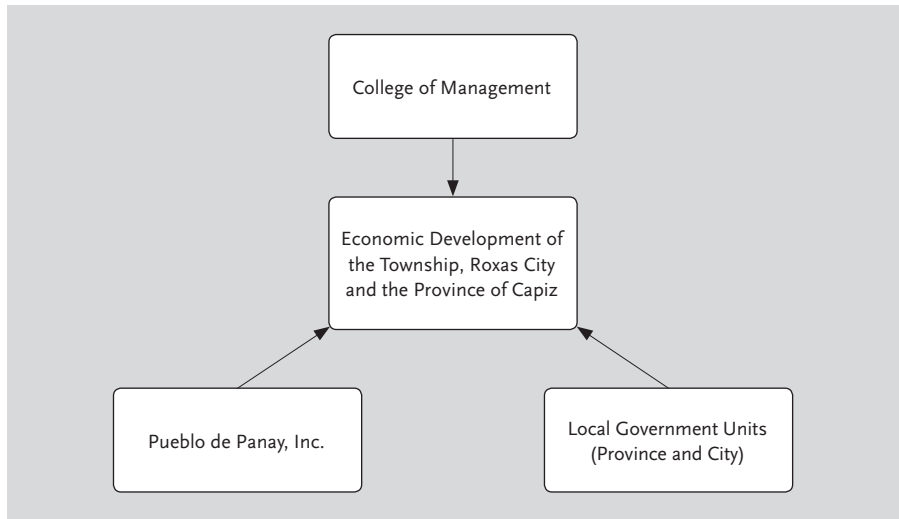 College of Management
Economic Development of
the Township, Roxas City
and the Province of Capiz
Pueblo de Panay, Inc.
Local Government Units
(Province and City)